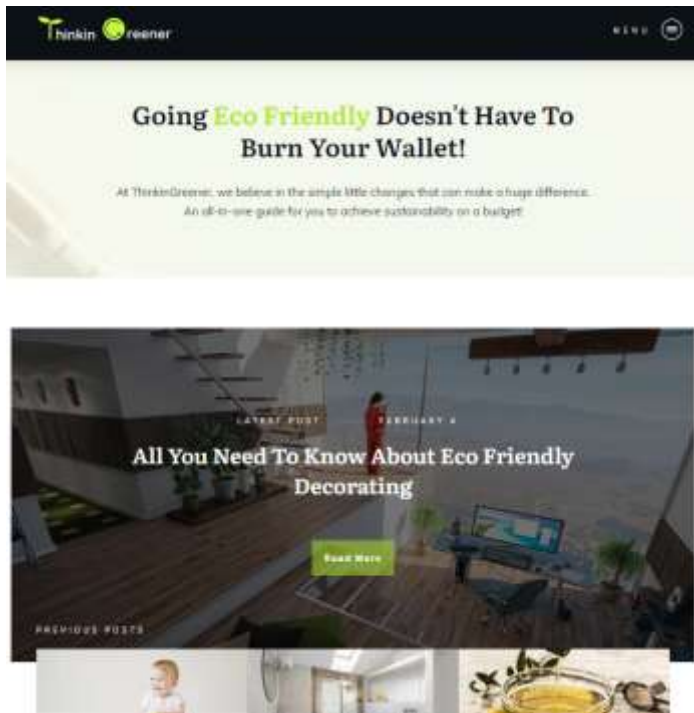 Thinkin Greener
MENU
Going Eco Friendly Doesn't Have To
Burn Your Wallet!
At ThinkinGreener, we believe in the simple little changes that can make a huge difference.
An all-in-one guide for you to achieve sustainability on a budget!
LATEST POST FEBRUARY 4
All You Need To Know About Eco Friendly
Decorating
Read More
PREVIOUS POSTS